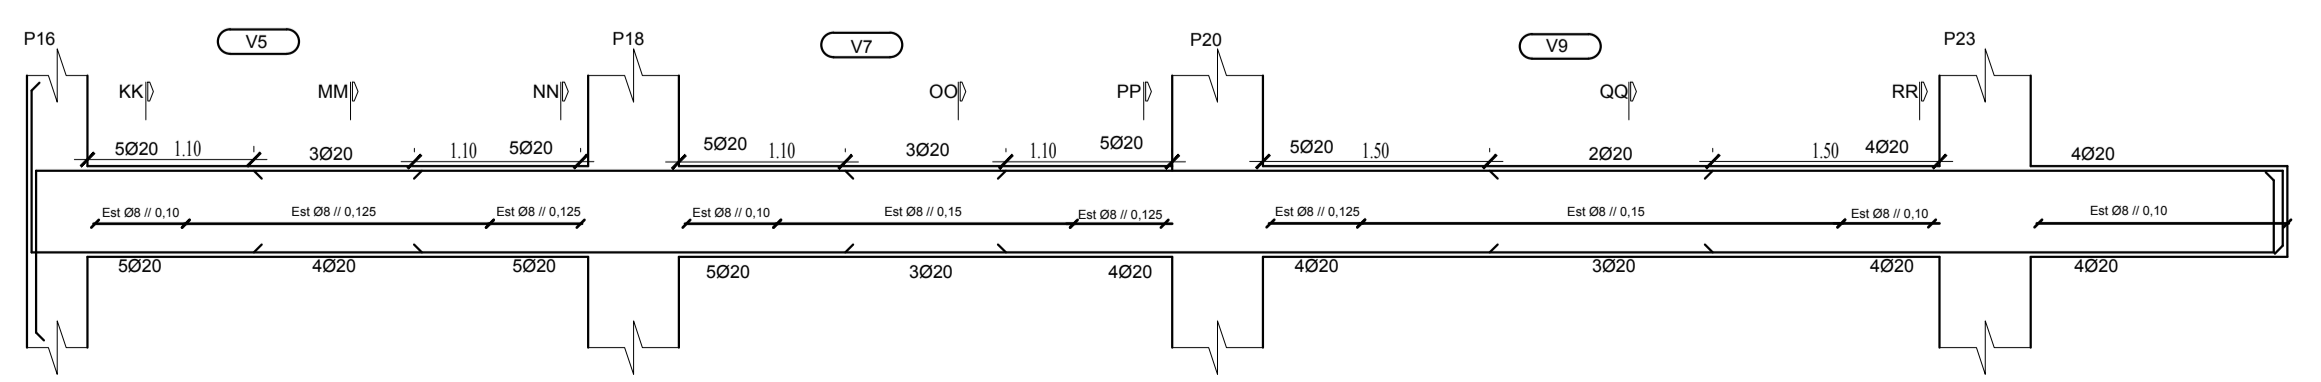 P16
V5
P18
V7
P20
V9
P23
KK
MM
NN
OO
PP
QQ
RR
5Ø20 1.10
3Ø20
1.10 5Ø20
5Ø20 1.10
3Ø20
1.10 5Ø20
5Ø20 1.50
2Ø20
1.50 4Ø20
4Ø20
Est Ø8 // 0,10
Est Ø8 // 0,125
Est Ø8 // 0,125
Est Ø8 // 0,10
Est Ø8 // 0,15
Est Ø8 // 0,125
Est Ø8 // 0,125
Est Ø8 // 0,15
Est Ø8 // 0,10
Est Ø8 // 0,10
5Ø20
4Ø20
5Ø20
5Ø20
3Ø20
4Ø20
4Ø20
3Ø20
4Ø20
4Ø20